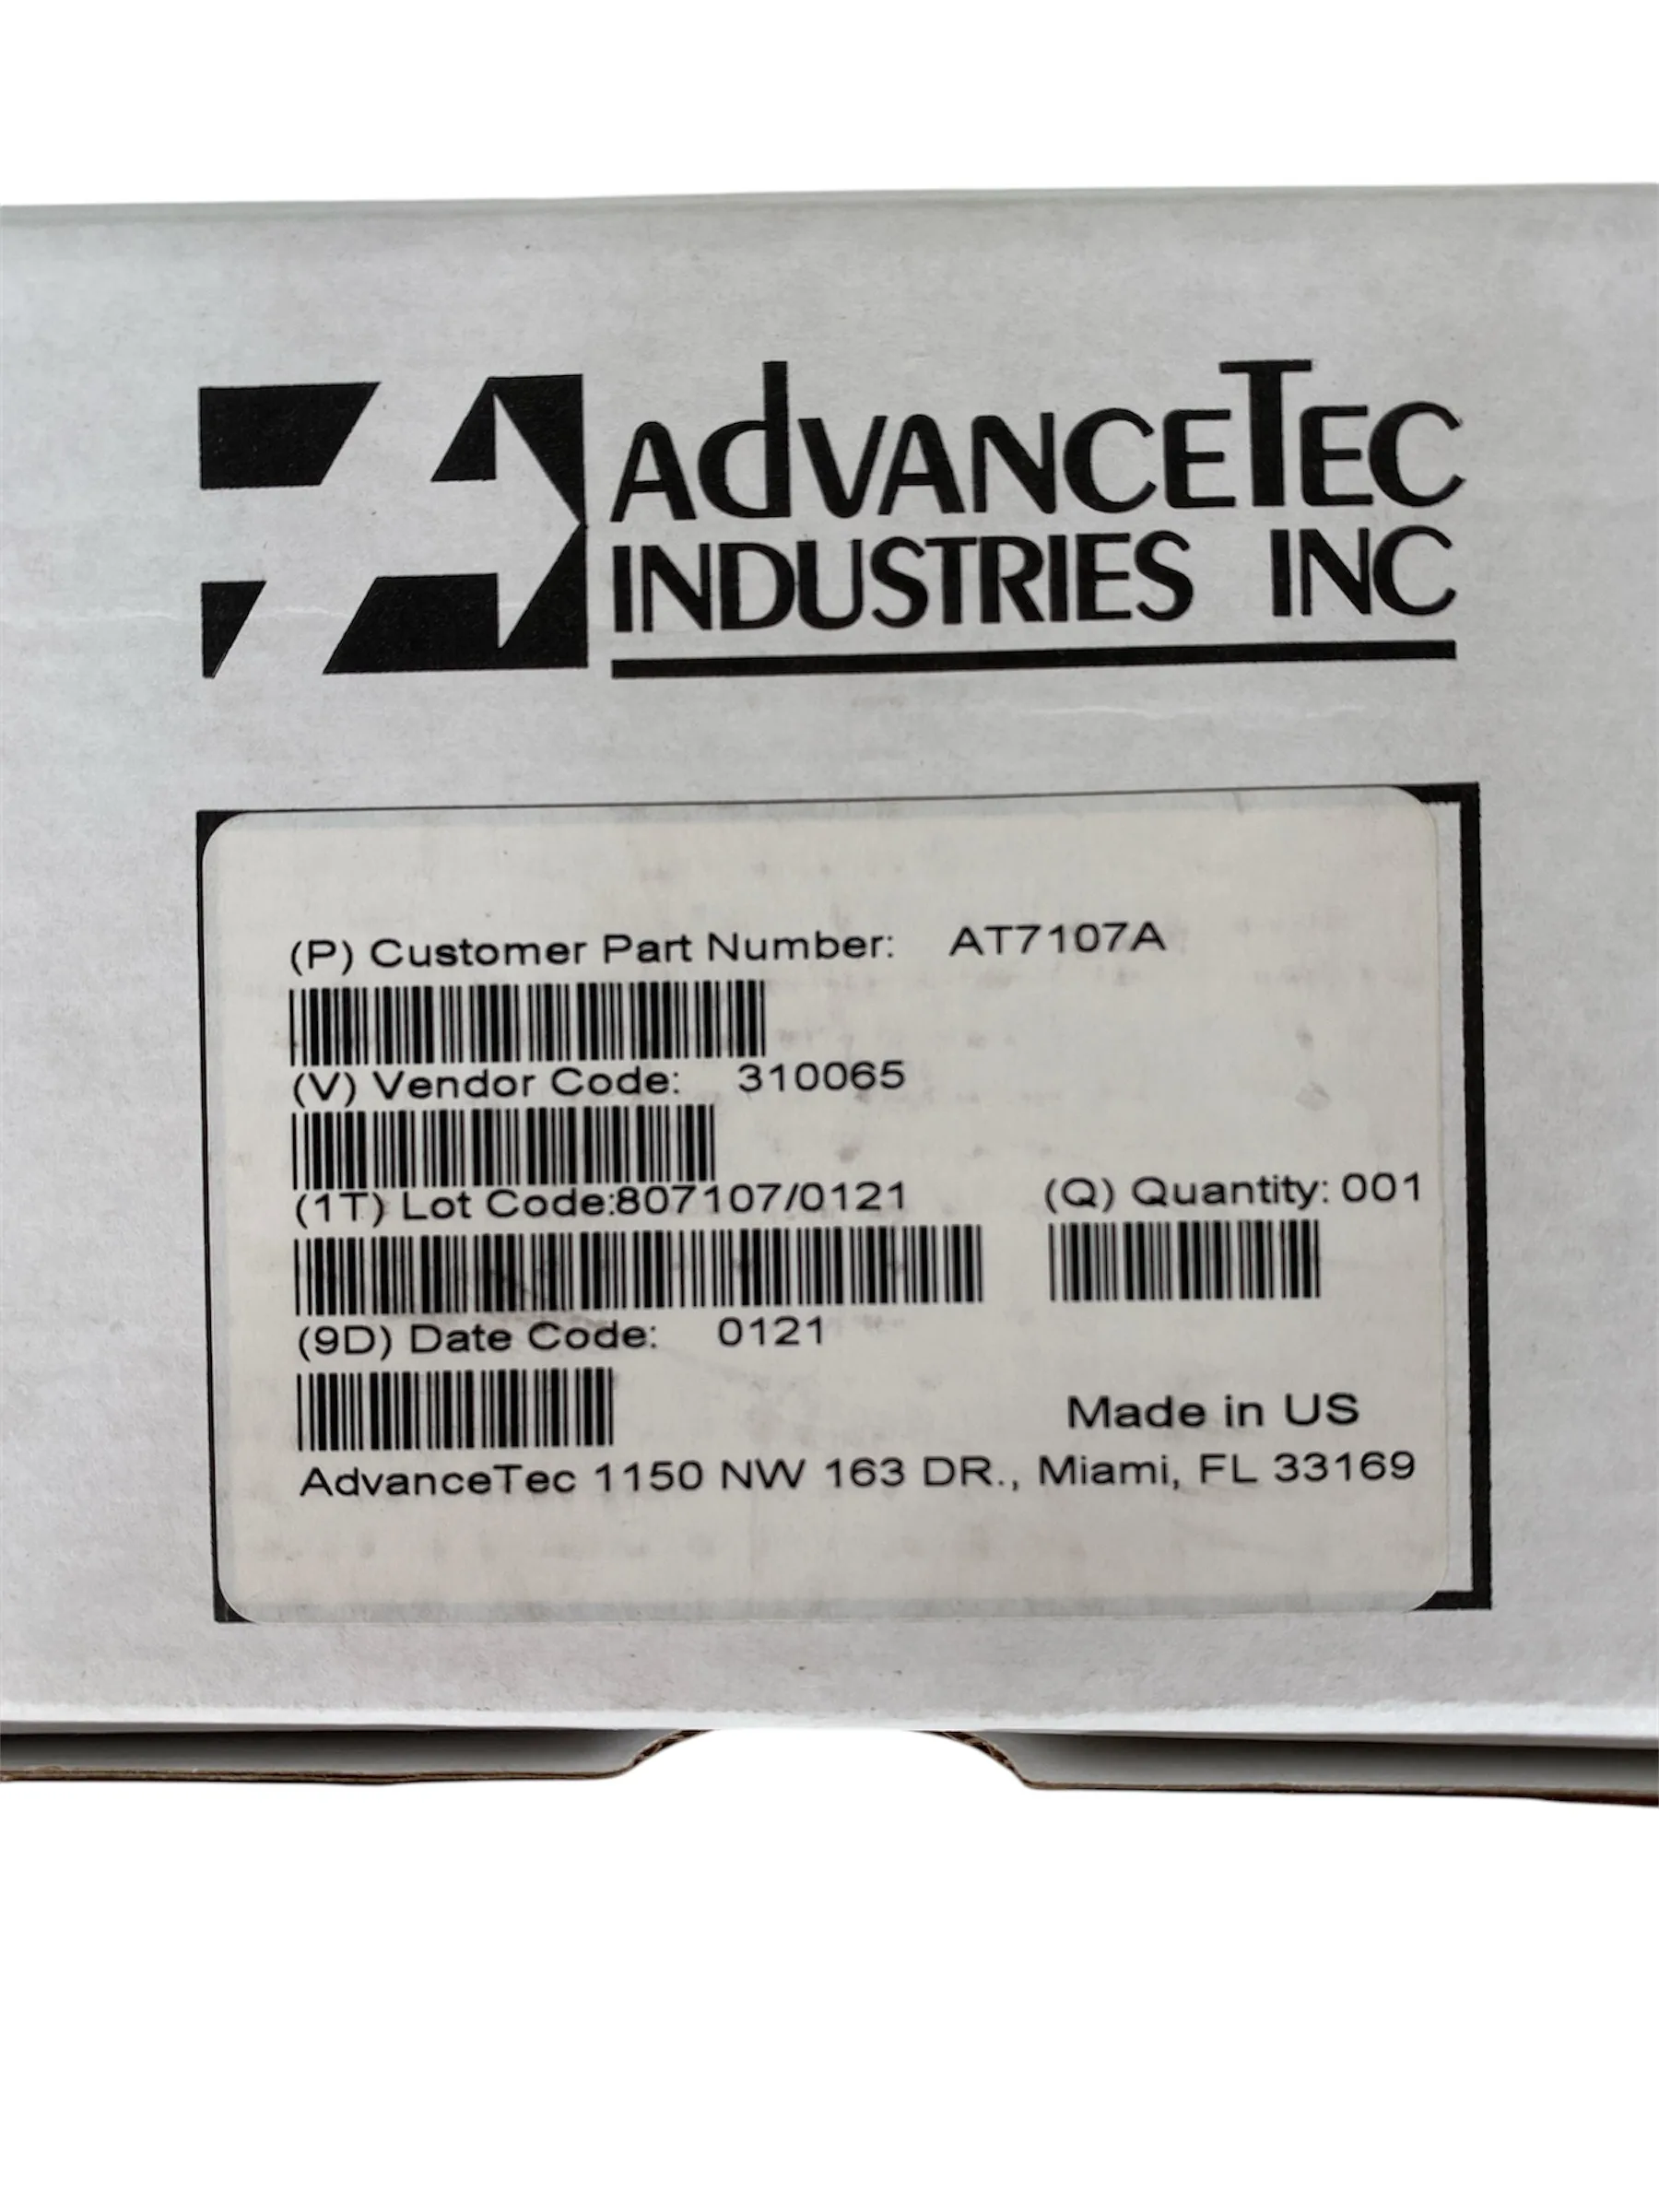 AdVANCETEC
INDUSTRIES INC
(P) Customer Part Number: AT7107A
(V) Vendor Code: 310065
(1T) Lot Code:807107/0121 (Q) Quantity: 001
(9D) Date Code: 0121
Made in US
AdvanceTec 1150 NW 163 DR., Miami, FL 33169